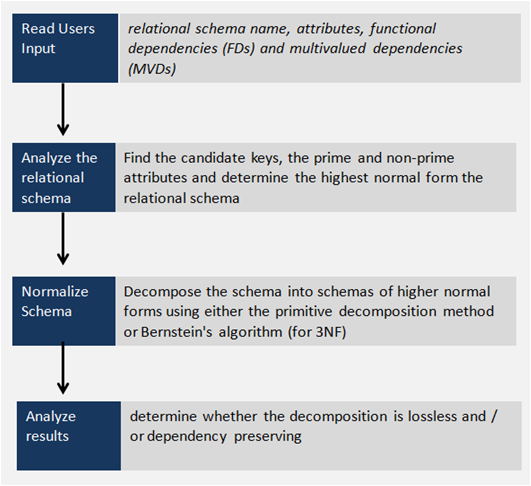 Read Users
Input
relational schema name, attributes, functional
dependencies (FDs) and multivalued dependencies
(MVDs)
Analyze the
relational
schema
Find the candidate keys, the prime and non-prime
attributes and determine the highest normal form the
relational schema
Normalize
Schema
Decompose the schema into schemas of higher normal
forms using either the primitive decomposition method
or Bernstein's algorithm (for 3NF)
Analyze
results
determine whether the decomposition is lossless and /
or dependency preserving